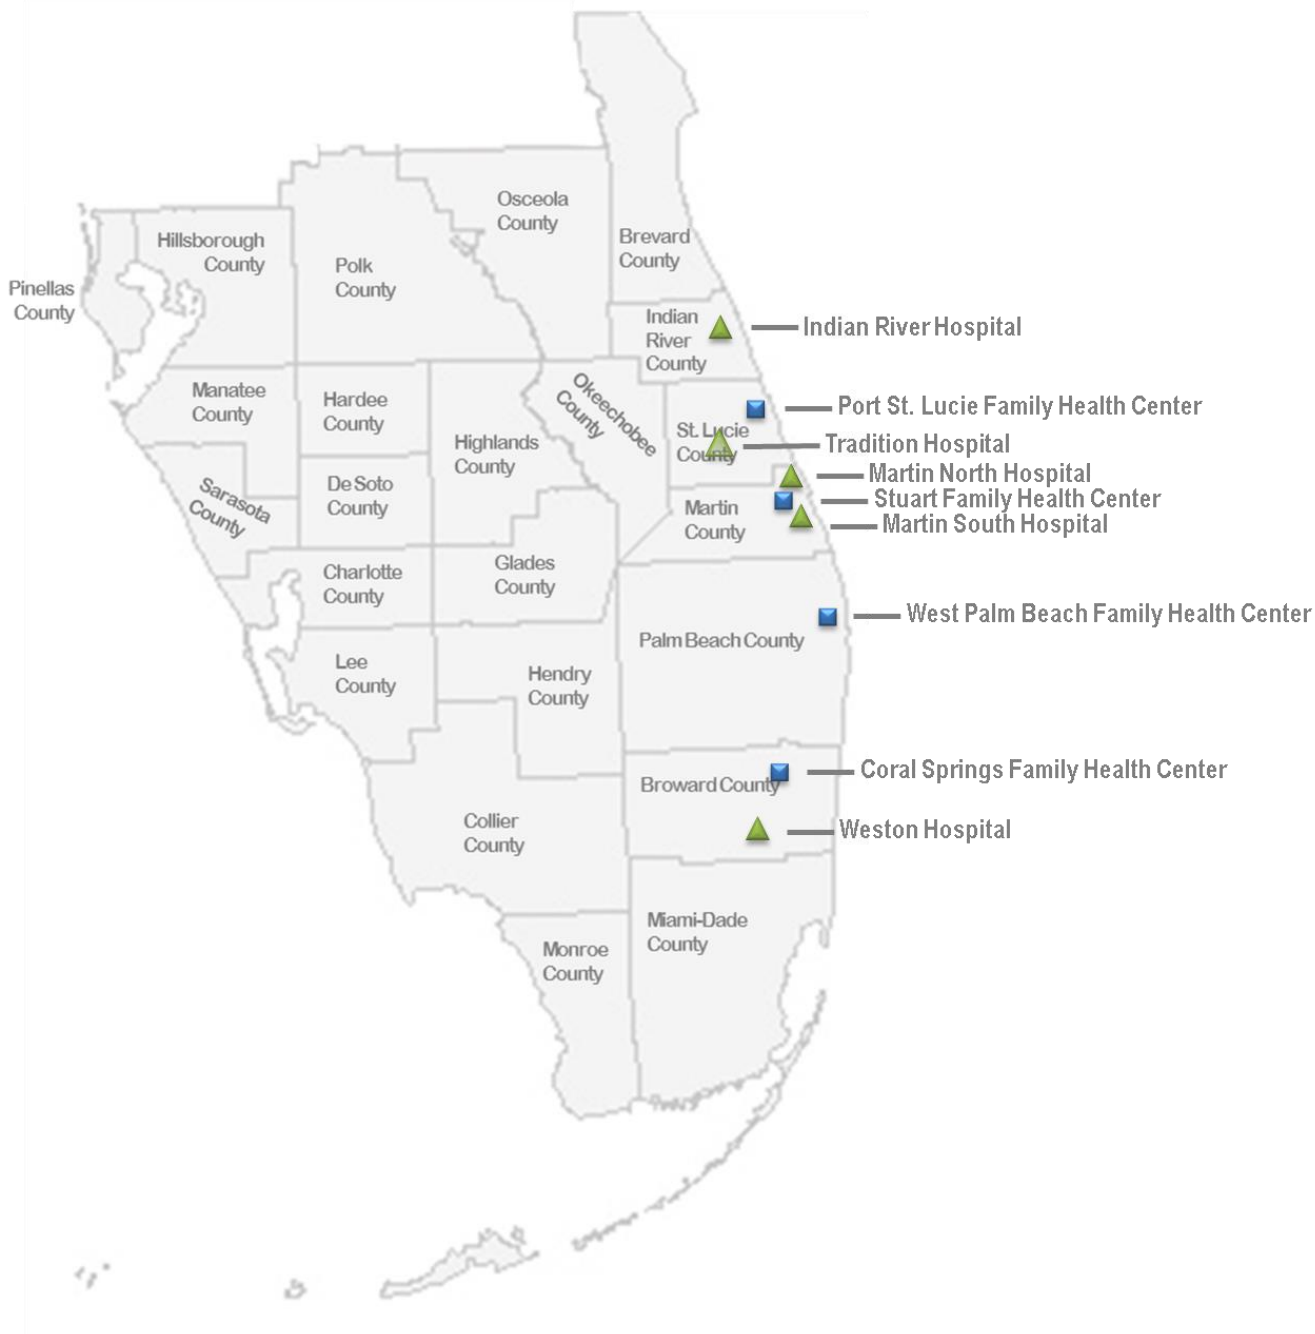 Osceola
County
Hillsborough
County
Brevard
County
Polk
County
Pinellas
County
Indian
River
County
Indian River Hospital
Manatee
County
Hardee
County
Okeechobee
County
Port St. Lucie Family Health Center
St. Lucie
County
Tradition Hospital
Highlands
County
Martin North Hospital
De Soto
County
Sarasota
County
Stuart Family Health Center
Martin
County
Martin South Hospital
Glades
County
Charlotte
County
West Palm Beach Family Health Center
Palm Beach County
Lee
County
Hendry
County
Coral Springs Family Health Center
Broward County
Collier
County
Weston Hospital
Miami-Dade
County
Monroe
County